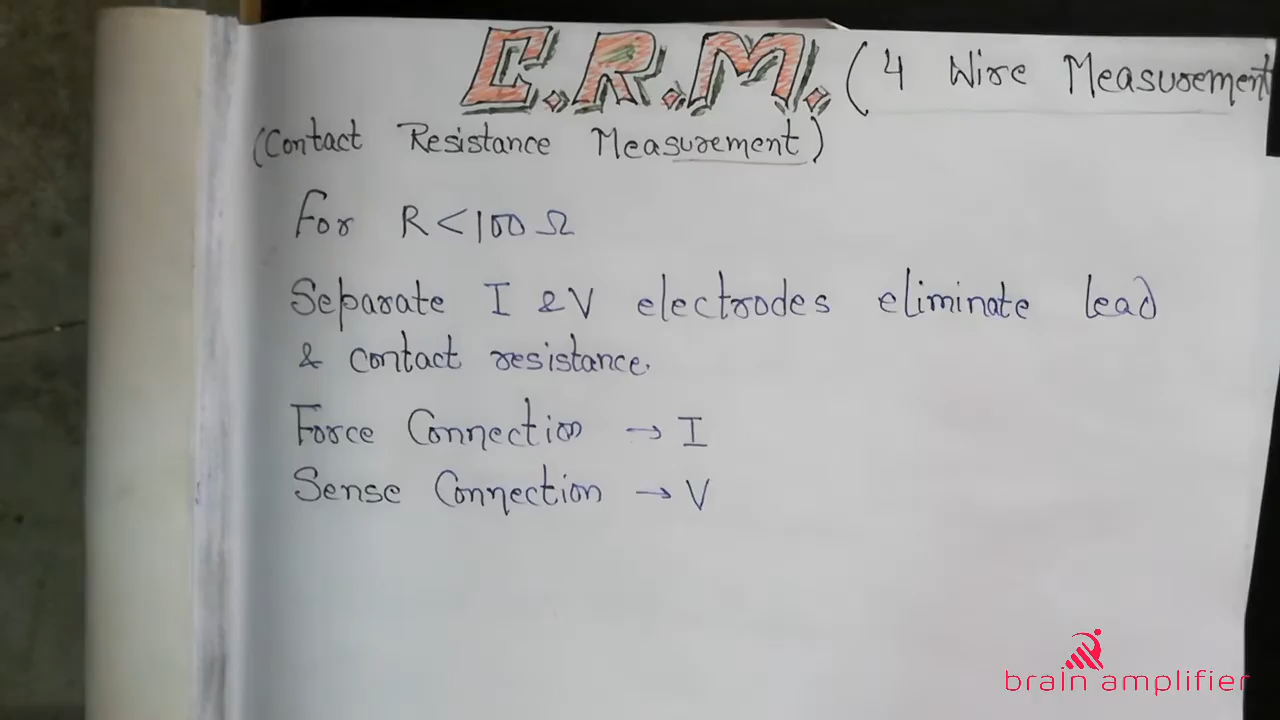 C.R.M. (4 Wire Measurement
(Contact Resistance Measurement)
For R < 100 Ω
Separate I & V electrodes eliminate lead
& contact resistance.
Force Connection → I
Sense Connection → V
brain amplifier